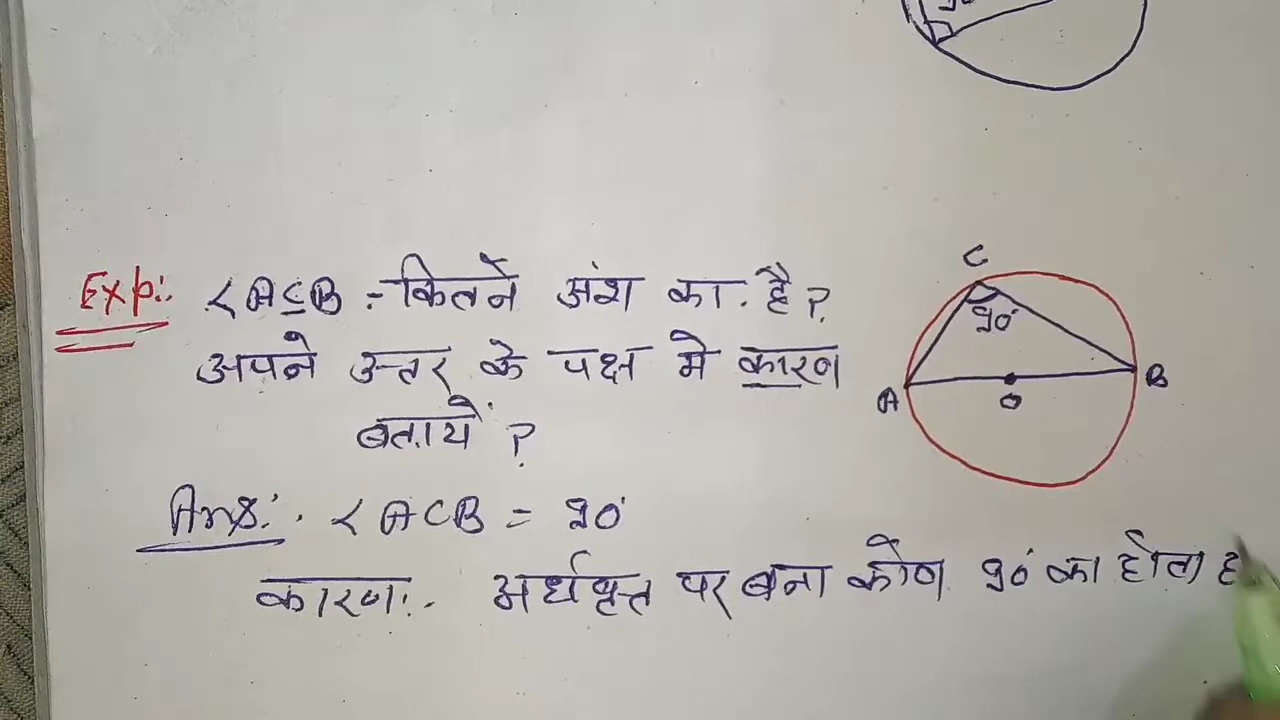 Exp:. <ACB = कितने अंश का. है?
अपने उत्तर के पक्ष मे कारण
बतायें ?
Ans:. <ACB = 90°
कारण:. अर्धवृत्त पर बना कोण 90° का होता ह
C
90°
A
O
B